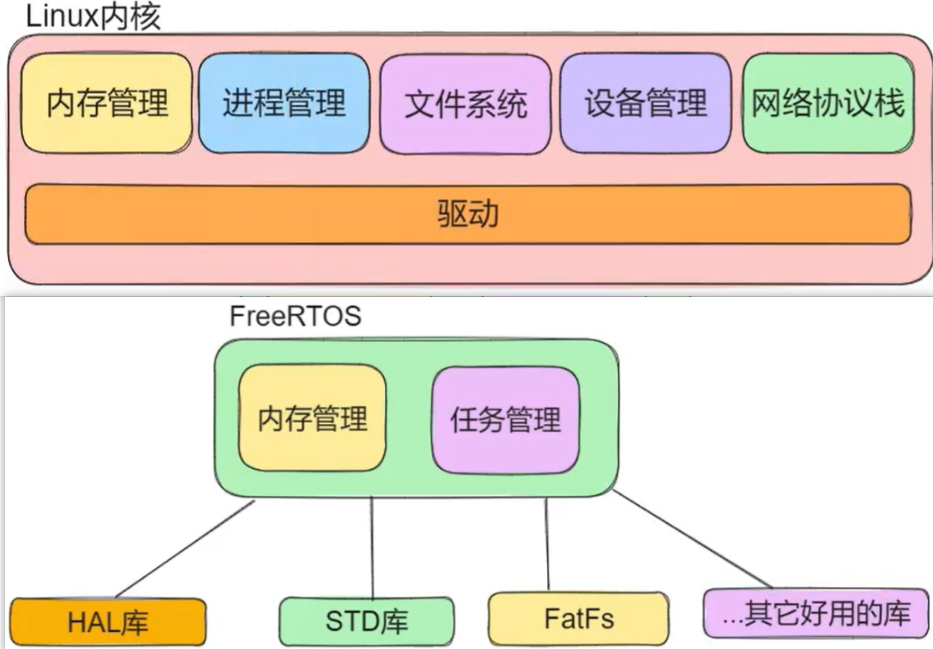 Linux内核
内存管理
进程管理
文件系统
设备管理
网络协议栈
驱动
FreeRTOS
内存管理
任务管理
HAL库
STD库
FatFs
...其它好用的库